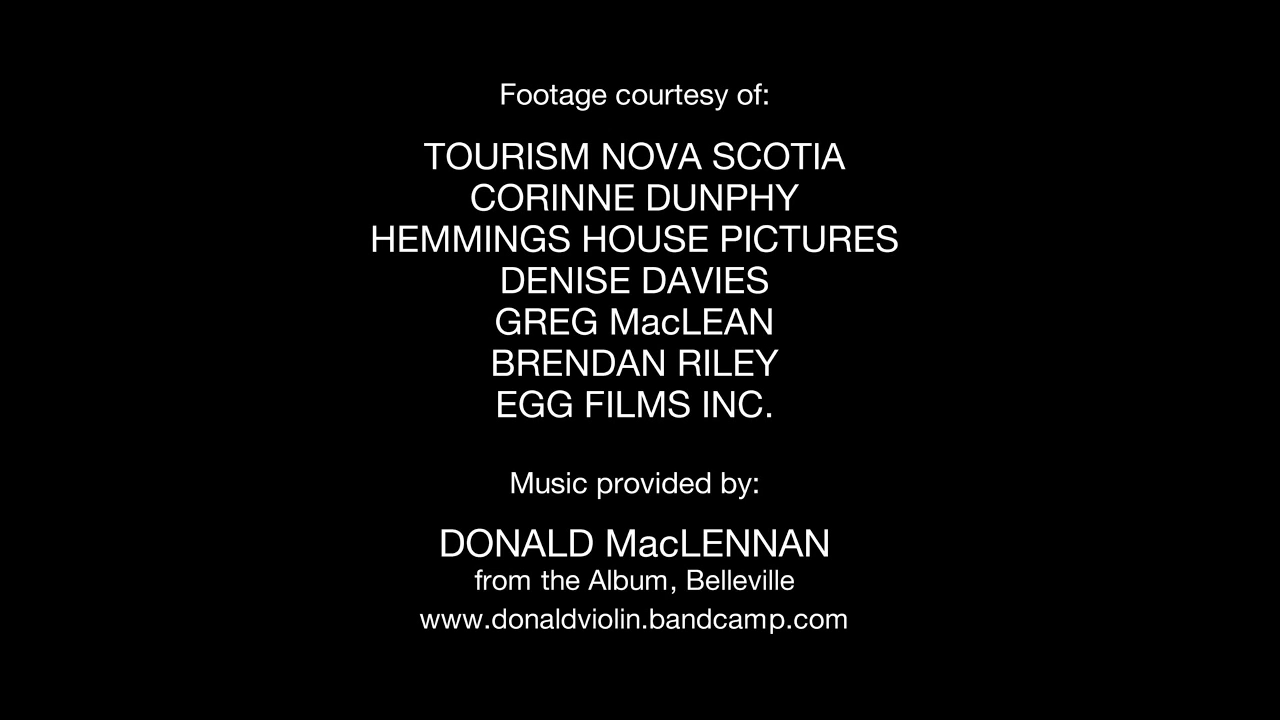 Footage courtesy of:
TOURISM NOVA SCOTIA
CORINNE DUNPHY
HEMMINGS HOUSE PICTURES
DENISE DAVIES
GREG MacLEAN
BRENDAN RILEY
EGG FILMS INC.
Music provided by:
DONALD MacLENNAN
from the Album, Belleville
www.donaldviolin.bandcamp.com